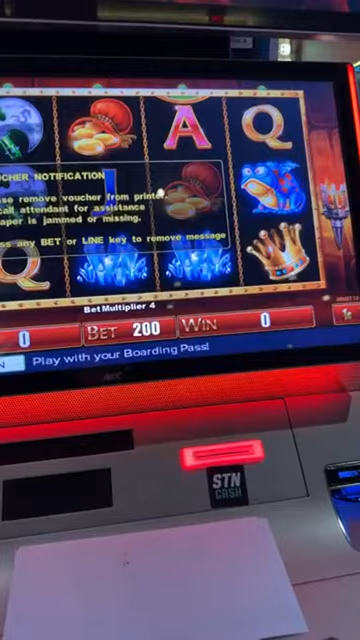 A
Q
VOUCHER NOTIFICATION
remove voucher from printer
call attendant for assistance
paper is jammed or missing.
any BET or LINE key to remove message
Q
Bet Multiplier 4
0
BET 200
WIN 0
1¢
Play with your Boarding Pass!
STN
CASH